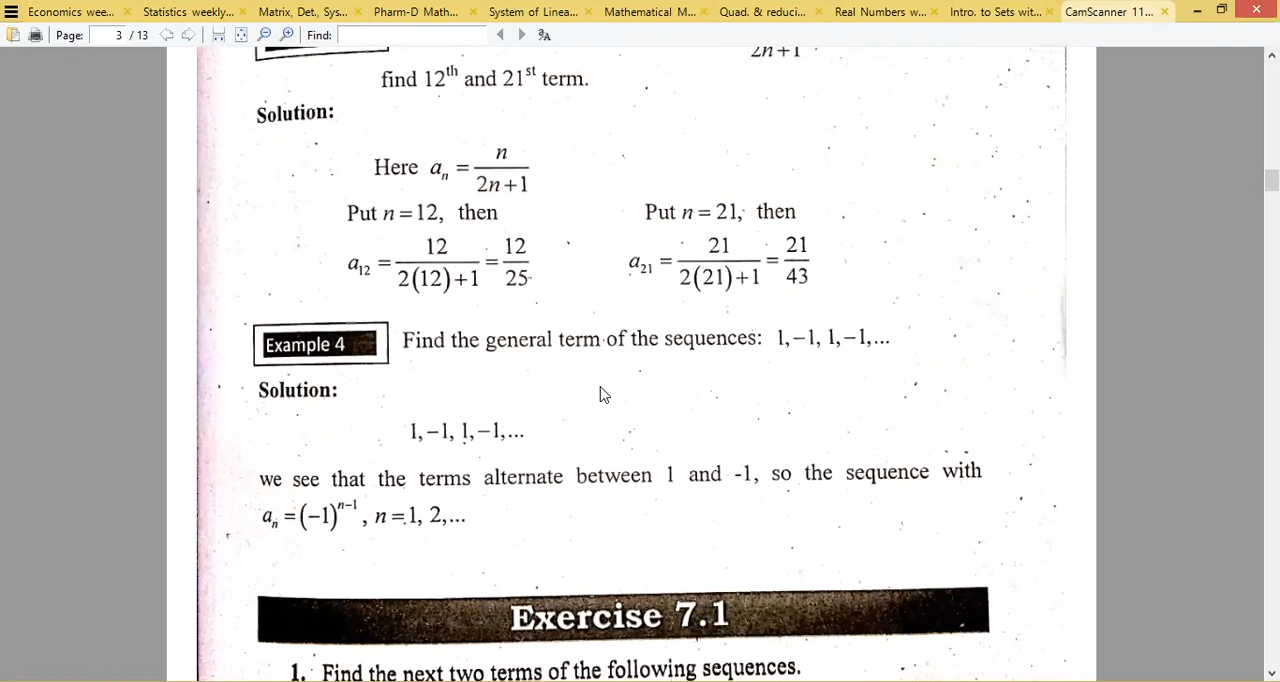 Economics wee... Statistics weekly... Matrix, Det., Sys... Pharm-D Math... System of Linea... Mathematical M... Quad. & reduci... Real Numbers w... Intro. to Sets wit... CamScanner 11...
Page: 3 / 13 Find:
2n+1
find 12th and 21st term.
Solution:
Here a_n = n/(2n+1)
Put n = 12, then Put n = 21, then
a_12 = 12/(2(12)+1) = 12/25 a_21 = 21/(2(21)+1) = 21/43
Example 4 Find the general term of the sequences: 1,−1, 1,−1,...
Solution:
1,−1, 1,−1,...
we see that the terms alternate between 1 and -1, so the sequence with
a_n = (−1)^(n−1) , n = 1, 2,...
Exercise 7.1
1. Find the next two terms of the following sequences.